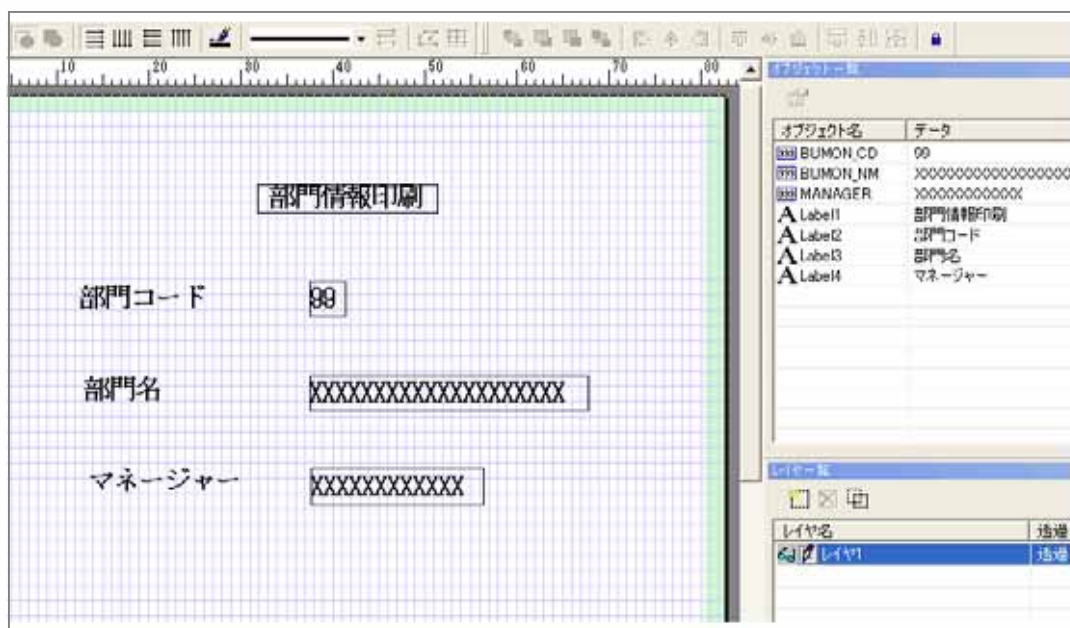 10 20 30 40 50 60 70 80
部門情報印刷
部門コード 99
部門名 XXXXXXXXXXXXXXXXXXXX
マネージャー XXXXXXXXXXXX
オブジェクト一覧
オブジェクト名 データ
BUMON_CD 99
BUMON_NM XXXXXXXXXXXXXXXXXXXX
MANAGER XXXXXXXXXXXX
Label1 部門情報印刷
Label2 部門コード
Label3 部門名
Label4 マネージャー
レイヤ一覧
レイヤ名 透過
レイヤ1 透過